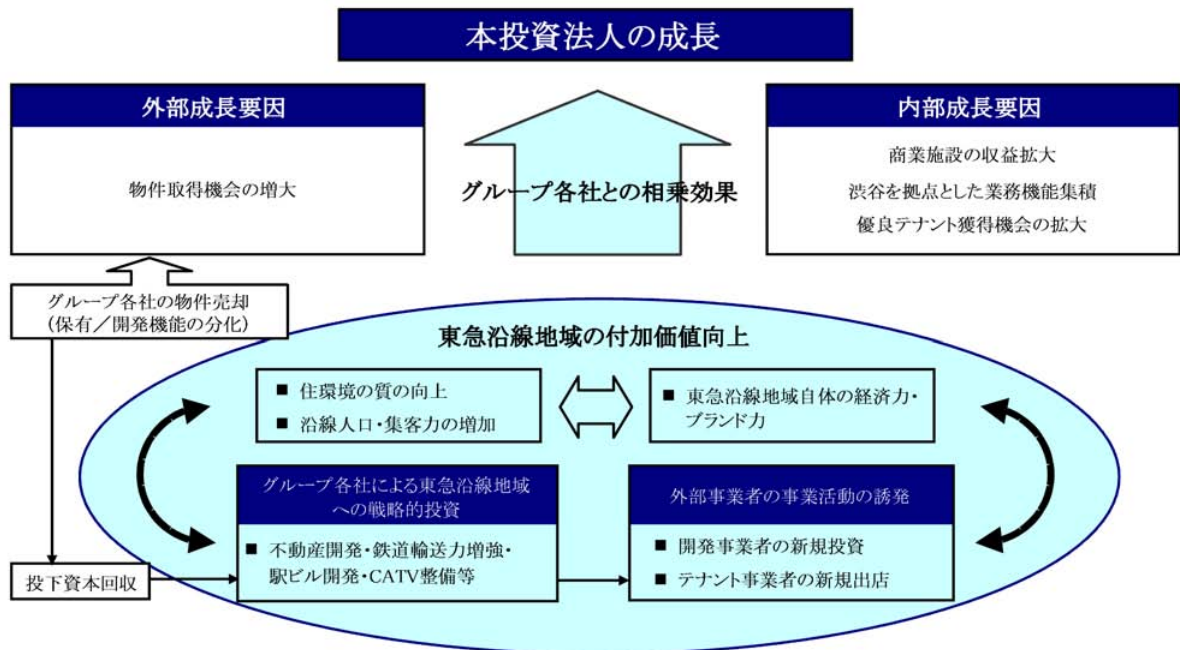 本投資法人の成長
外部成長要因
物件取得機会の増大
グループ各社との相乗効果
内部成長要因
商業施設の収益拡大
渋谷を拠点とした業務機能集積
優良テナント獲得機会の拡大
グループ各社の物件売却
（保有／開発機能の分化）
東急沿線地域の付加価値向上
■ 住環境の質の向上
■ 沿線人口・集客力の増加
■ 東急沿線地域自体の経済力・
ブランド力
グループ各社による東急沿線地域
への戦略的投資
■ 不動産開発・鉄道輸送力増強・
駅ビル開発・CATV整備等
外部事業者の事業活動の誘発
■ 開発事業者の新規投資
■ テナント事業者の新規出店
投下資本回収